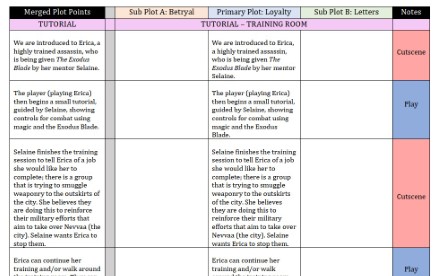 Merged Plot Points
Sub Plot A: Betryal
Primary Plot: Loyalty
Sub Plot B: Letters
Notes
TUTORIAL
TUTORIAL – TRAINING ROOM
We are introduced to Erica, a
highly trained assassin, who
is being given The Exodus
Blade by her mentor Selaine.
We are introduced to Erica,
a highly trained assassin,
who is being given The
Exodus Blade by her mentor
Selaine.
Cutscene
The player (playing Erica)
then begins a small tutorial,
guided by Selaine, showing
controls for combat using
magic and the Exodus Blade.
The player (playing Erica)
then begins a small
tutorial, guided by Selaine,
showing controls for
combat using magic and
the Exodus
Blade.
Play
Selaine finishes the training
session to tell Erica of a job
she would like her to
complete; there is a group
that is trying to smuggle
weaponry to the outskirts of
the city. She believes they
are doing this to reinforce
their military efforts that
aim to take over Nevvaa (the
city). Selaine wants Erica to
stop them.
Selaine finishes the
training session to tell
Erica of a job she would
like her to complete; there
is a group that is trying to
smuggle weaponry to the
outskirts of the city. She
believes they are doing this
to reinforce their military
efforts that aim to take over
Nevvaa (the city). Selaine
wants Erica to stop them.
Cutscene
Erica can continue her
training and/or walk around
Erica can continue her
training and/or walk
Play